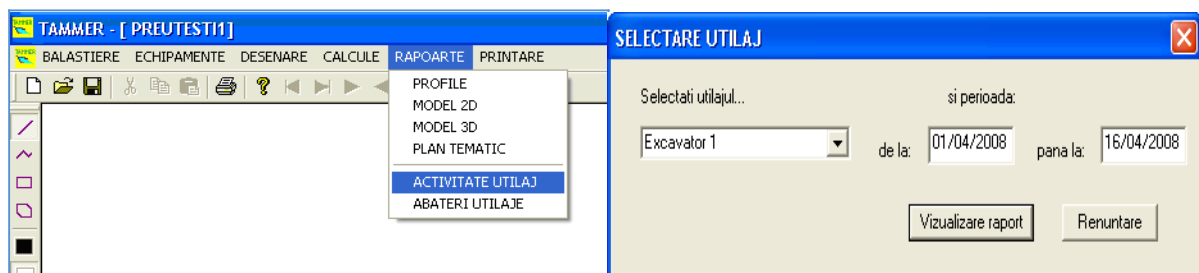 TAMMER - [ PREUTESTI1]
BALASTIERE ECHIPAMENTE DESENARE CALCULE RAPOARTE PRINTARE
PROFILE
MODEL 2D
MODEL 3D
PLAN TEMATIC
ACTIVITATE UTILAJ
ABATERI UTILAJE
SELECTARE UTILAJ
Selectati utilajul... si perioada:
Excavator 1 de la: 01/04/2008 pana la: 16/04/2008
Vizualizare raport Renuntare